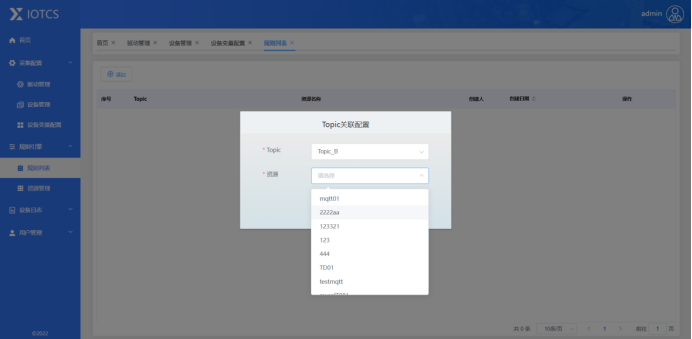 IOTCS
admin
首页
采集配置
驱动管理
设备管理
设备采集配置
规则引擎
规则列表
资源管理
设备日志
用户管理
©2022
首页 × 驱动管理 × 设备管理 × 设备采集配置 × 规则列表 ×
添加
序号 Topic 资源名称 创建人 创建日期 操作
Topic关联配置
* Topic Topic_B
* 资源 请选择
mqtt01
2222aa
123321
123
444
TD01
testmqtt
共 0 条 10条/页 < 1 > 前往 1 页